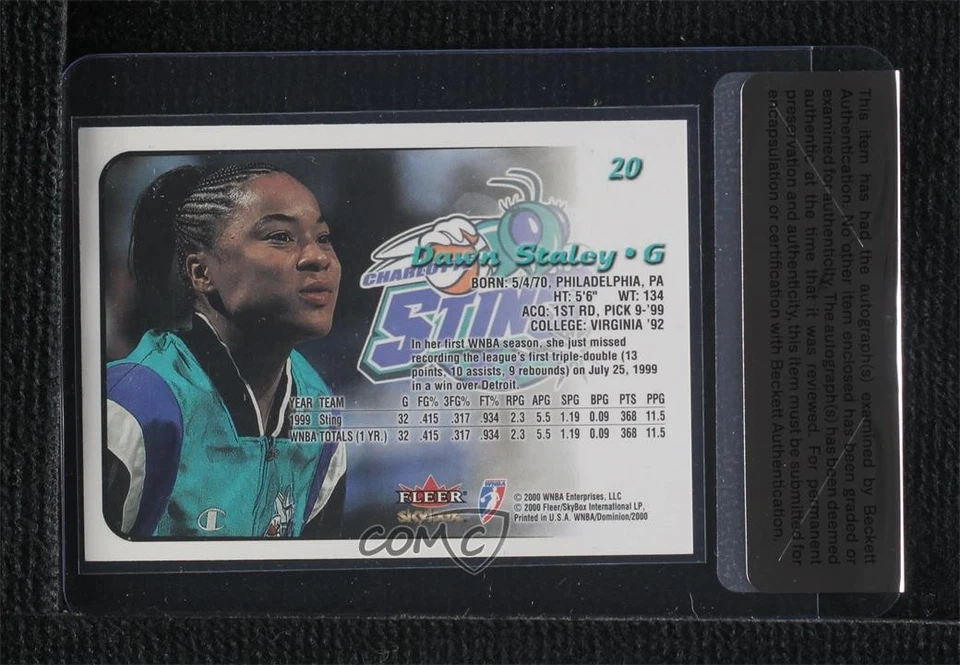 20
CHARLOTTE
STING
Dawn Staley • G
BORN: 5/4/70, PHILADELPHIA, PA
HT: 5'6" WT: 134
ACQ: 1ST RD, PICK 9-'99
COLLEGE: VIRGINIA '92
In her first WNBA season, she just missed
recording the league's first triple-double (13
points, 10 assists, 9 rebounds) on July 25, 1999
in a win over Detroit.
YEAR TEAM G FG% 3FG% FT% RPG APG SPG BPG PTS PPG
1999 Sting 32 .415 .317 .934 2.3 5.5 1.19 0.09 368 11.5
WNBA TOTALS (1 YR.) 32 .415 .317 .934 2.3 5.5 1.19 0.09 368 11.5
FLEER
SKYBOX
WNBA
© 2000 WNBA Enterprises, LLC
© 2000 Fleer/SkyBox International LP,
Printed in U.S.A. WNBA/Dominion/2000
COMC
This item has had the autograph(s) examined by Beckett
Authentication. No other item enclosed has been graded or
examined for authenticity. The autograph(s) has been deemed
authentic at the time that it was reviewed. For permanent
preservation and authenticity, this item must be submitted for
encapsulation or certification with Beckett Authentication.